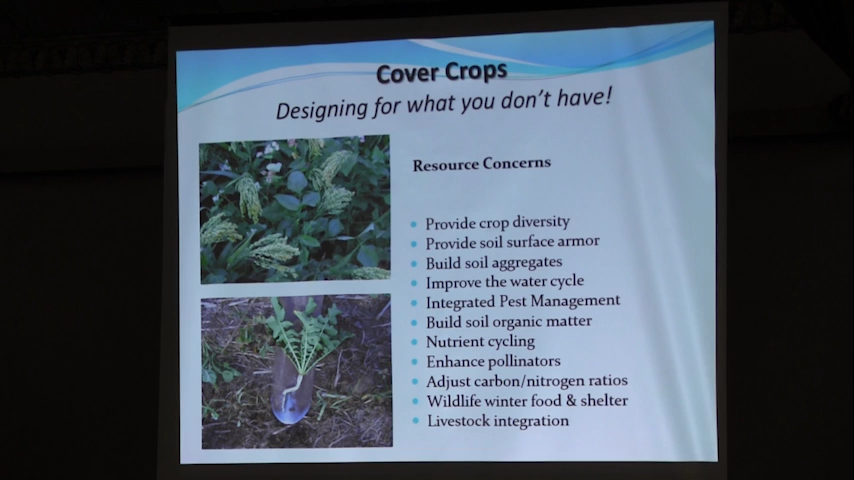 Cover Crops
Designing for what you don't have!
Resource Concerns
Provide crop diversity
Provide soil surface armor
Build soil aggregates
Improve the water cycle
Integrated Pest Management
Build soil organic matter
Nutrient cycling
Enhance pollinators
Adjust carbon/nitrogen ratios
Wildlife winter food & shelter
Livestock integration